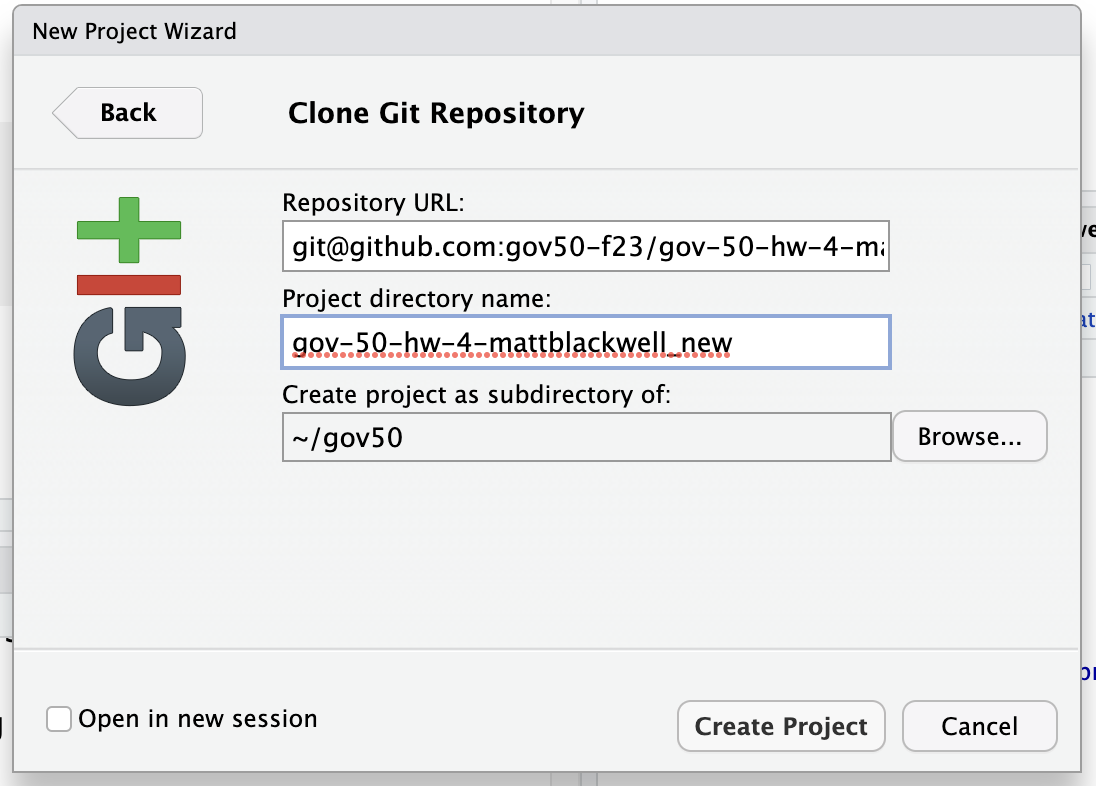 New Project Wizard
Back
Clone Git Repository
GIT
Repository URL:
git@github.com:gov50-f23/gov-50-hw-4-ma
Project directory name:
gov-50-hw-4-mattblackwell_new
Create project as subdirectory of:
~/gov50
Browse...
Open in new session
Create Project
Cancel